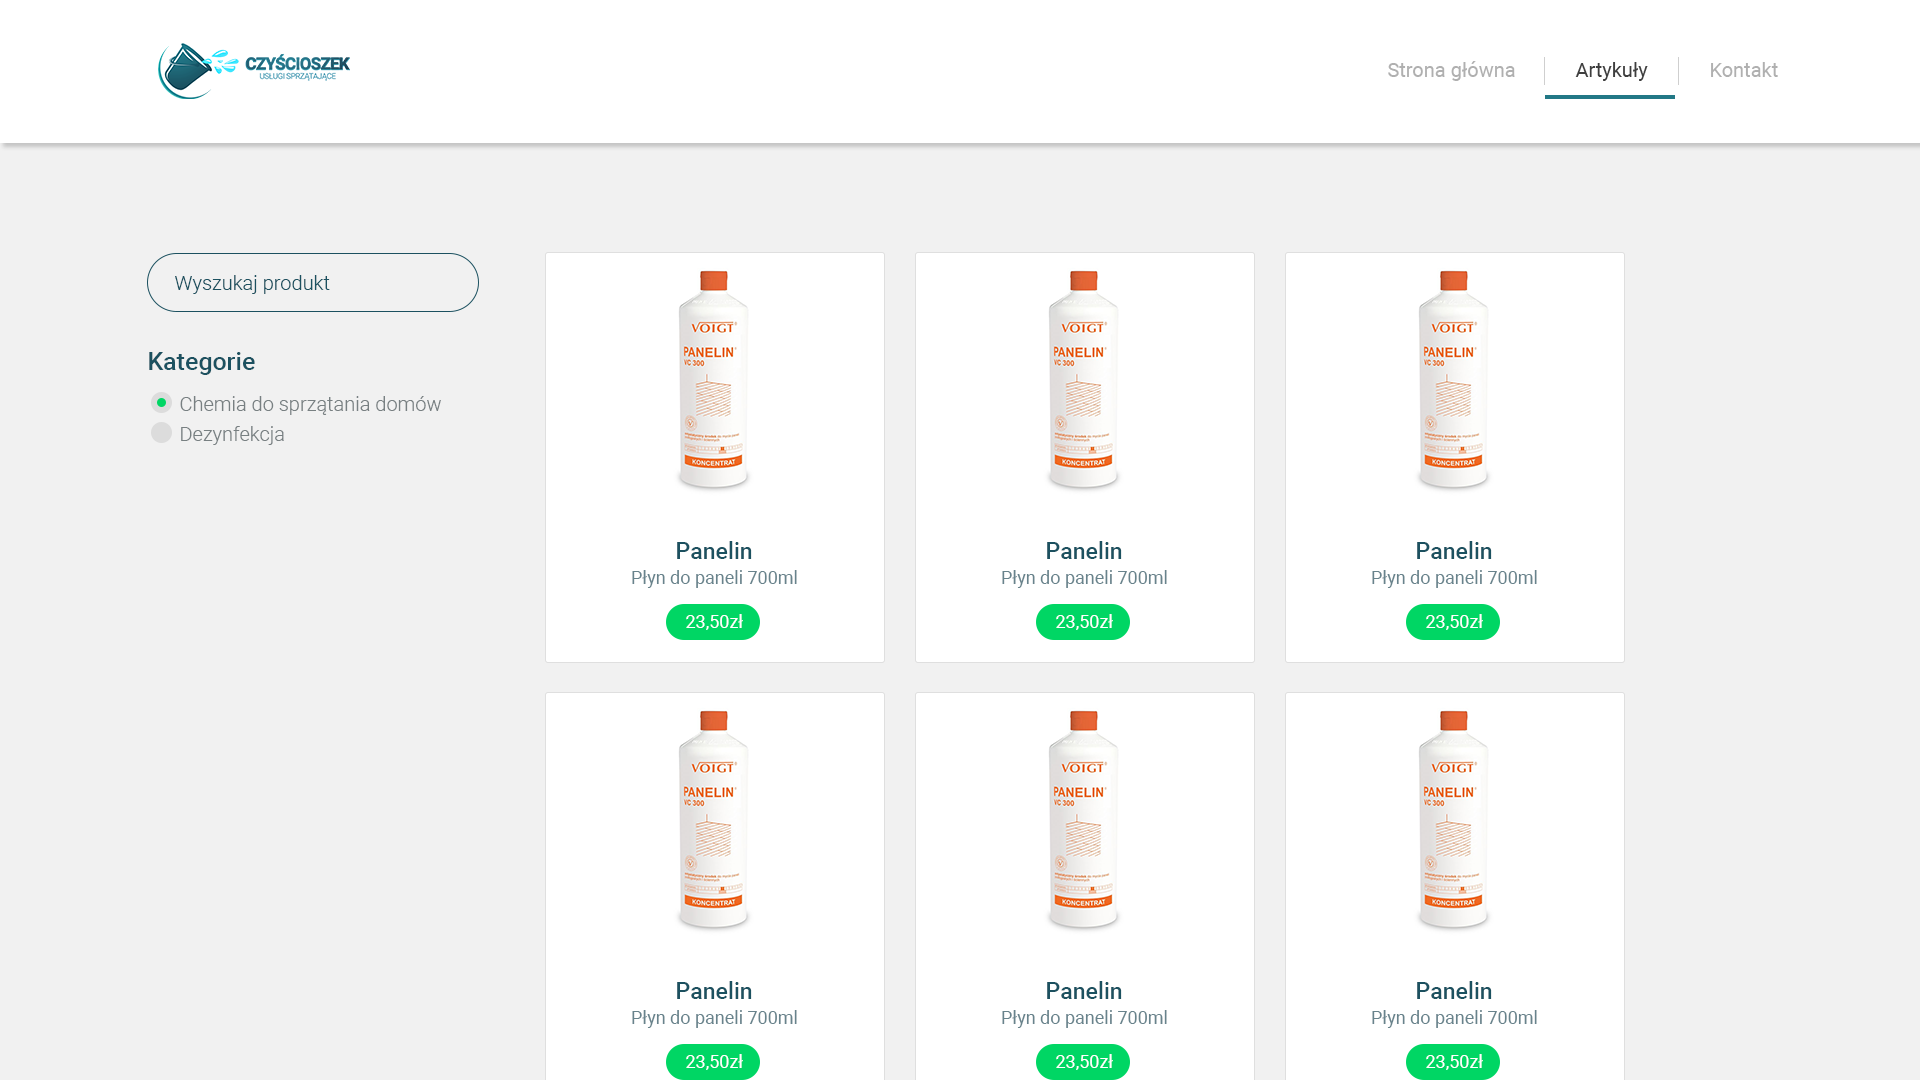 CZYŚCIOSZEK
USŁUGI SPRZĄTAJĄCE
Strona główna
Artykuły
Kontakt
Wyszukaj produkt
Kategorie
Chemia do sprzątania domów
Dezynfekcja
VOIGT
PANELIN
VC 300
KONCENTRAT
Panelin
Płyn do paneli 700ml
23,50zł
VOIGT
PANELIN
VC 300
KONCENTRAT
Panelin
Płyn do paneli 700ml
23,50zł
VOIGT
PANELIN
VC 300
KONCENTRAT
Panelin
Płyn do paneli 700ml
23,50zł
VOIGT
PANELIN
VC 300
KONCENTRAT
Panelin
Płyn do paneli 700ml
23,50zł
VOIGT
PANELIN
VC 300
KONCENTRAT
Panelin
Płyn do paneli 700ml
23,50zł
VOIGT
PANELIN
VC 300
KONCENTRAT
Panelin
Płyn do paneli 700ml
23,50zł